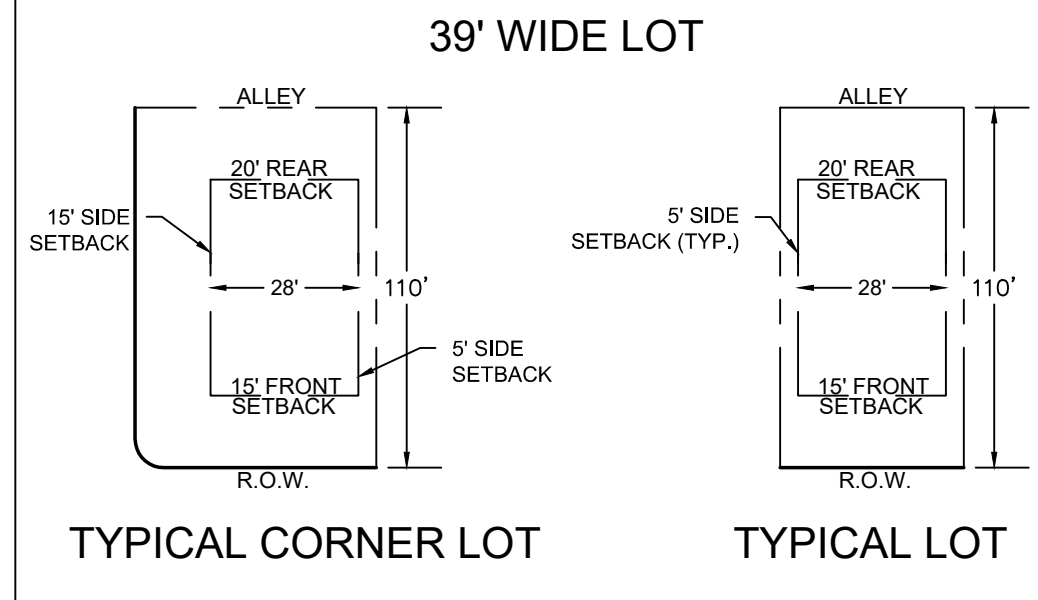 39' WIDE LOT
ALLEY
20' REAR
SETBACK
15' SIDE
SETBACK
28'
110'
5' SIDE
SETBACK
15' FRONT
SETBACK
R.O.W.
TYPICAL CORNER LOT
ALLEY
20' REAR
SETBACK
5' SIDE
SETBACK (TYP.)
28'
110'
15' FRONT
SETBACK
R.O.W.
TYPICAL LOT